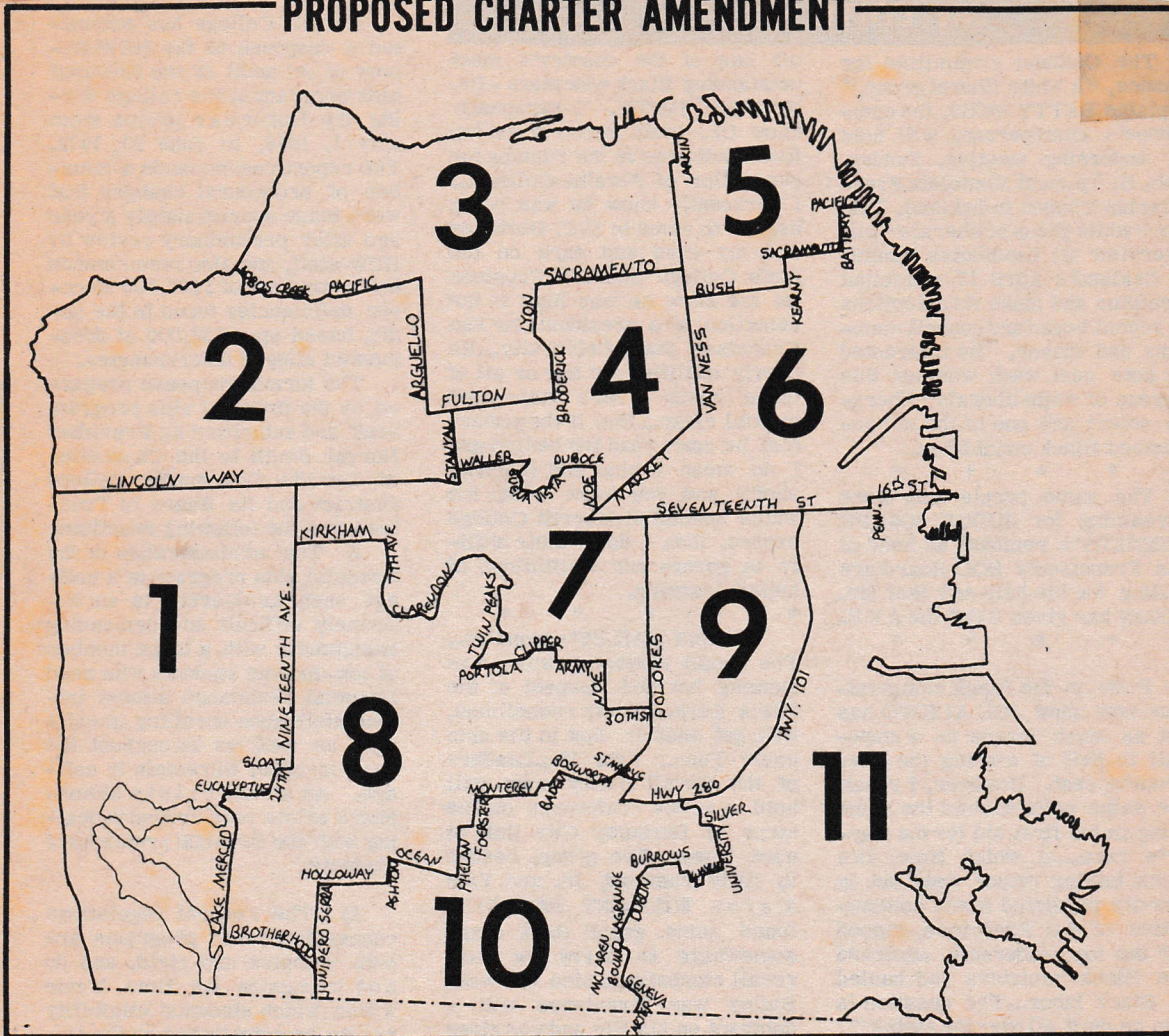 PROPOSED CHARTER AMENDMENT
3
LARKIN
5
PACIFIC
BATTERY
SACRAMENTO
KEARNY
LOBOS CREEK
PACIFIC
SACRAMENTO
BUSH
2
ARGUELLO
LYON
4
VAN NESS
6
FULTON
BRODERICK
STANYAN
WALLER
BUENA VISTA
DUBOCE
NOE
MARKET
LINCOLN WAY
SEVENTEENTH ST
16TH ST
PENN.
KIRKHAM
7TH AVE
CLARENDON
7
TWIN PEAKS
1
NINETEENTH AVE.
CLIPPER
PORTOLA
ARMY
NOE
30TH ST
DOLORES
9
HWY. 101
8
11
SLOAT
EUCALYPTUS
24TH
ST MARYS
BOSWORTH
BADEN
MONTEREY
HWY 280
FOERSTER
SILVER
PHELAN
UNIVERSITY
BURROWS
LAKE MERCED
HOLLOWAY
OCEAN
ASHTON
BROTHERHOOD
JUNIPERO SERRA
10
MCLAREN
BOUND
LAGRANDE
GENEVA
CARTER